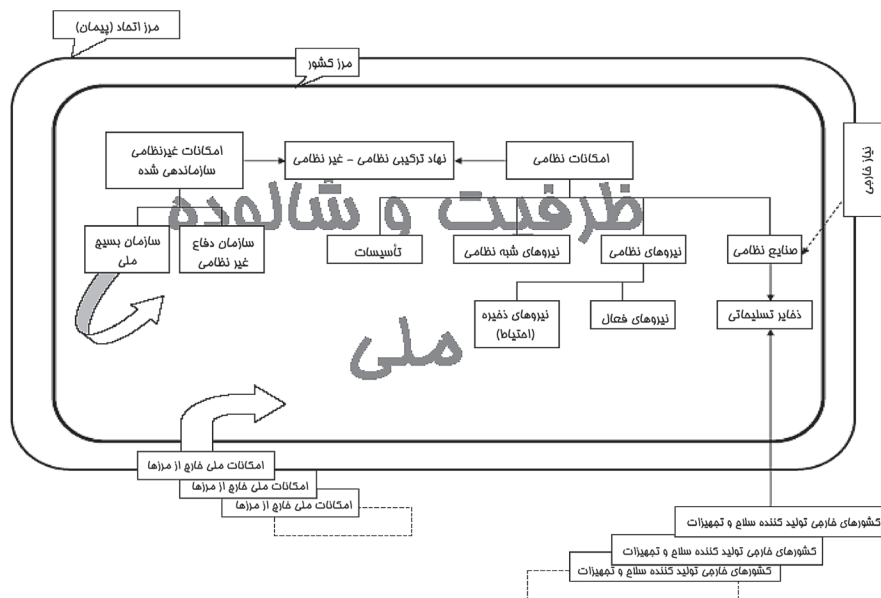 مرز اتحاد (پیمان)
مرز کشور
نیاز خارجی
امکانات نظامی
نهاد ترکیبی نظامی - غیر نظامی
امکانات غیرنظامی
سازماندهی شده
ظرفیت و شالوده
ملی
صنایع نظامی
نیروهای نظامی
نیروهای شبه نظامی
تأسیسات
سازمان دفاع
غیر نظامی
سازمان بسیج
ملی
ذخایر تسلیحاتی
نیروهای فعال
نیروهای ذخیره
(احتیاط)
امکانات ملی خارج از مرزها
امکانات ملی خارج از مرزها
امکانات ملی خارج از مرزها
کشورهای خارجی تولید کننده سلاح و تجهیزات
کشورهای خارجی تولید کننده سلاح و تجهیزات
کشورهای خارجی تولید کننده سلاح و تجهیزات